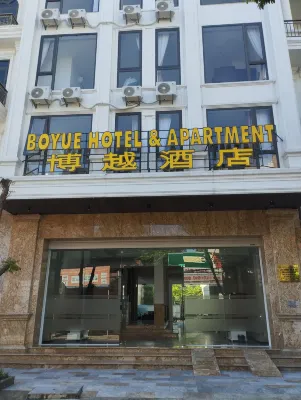 BOYUE HOTEL & APARTMENT
博越酒店